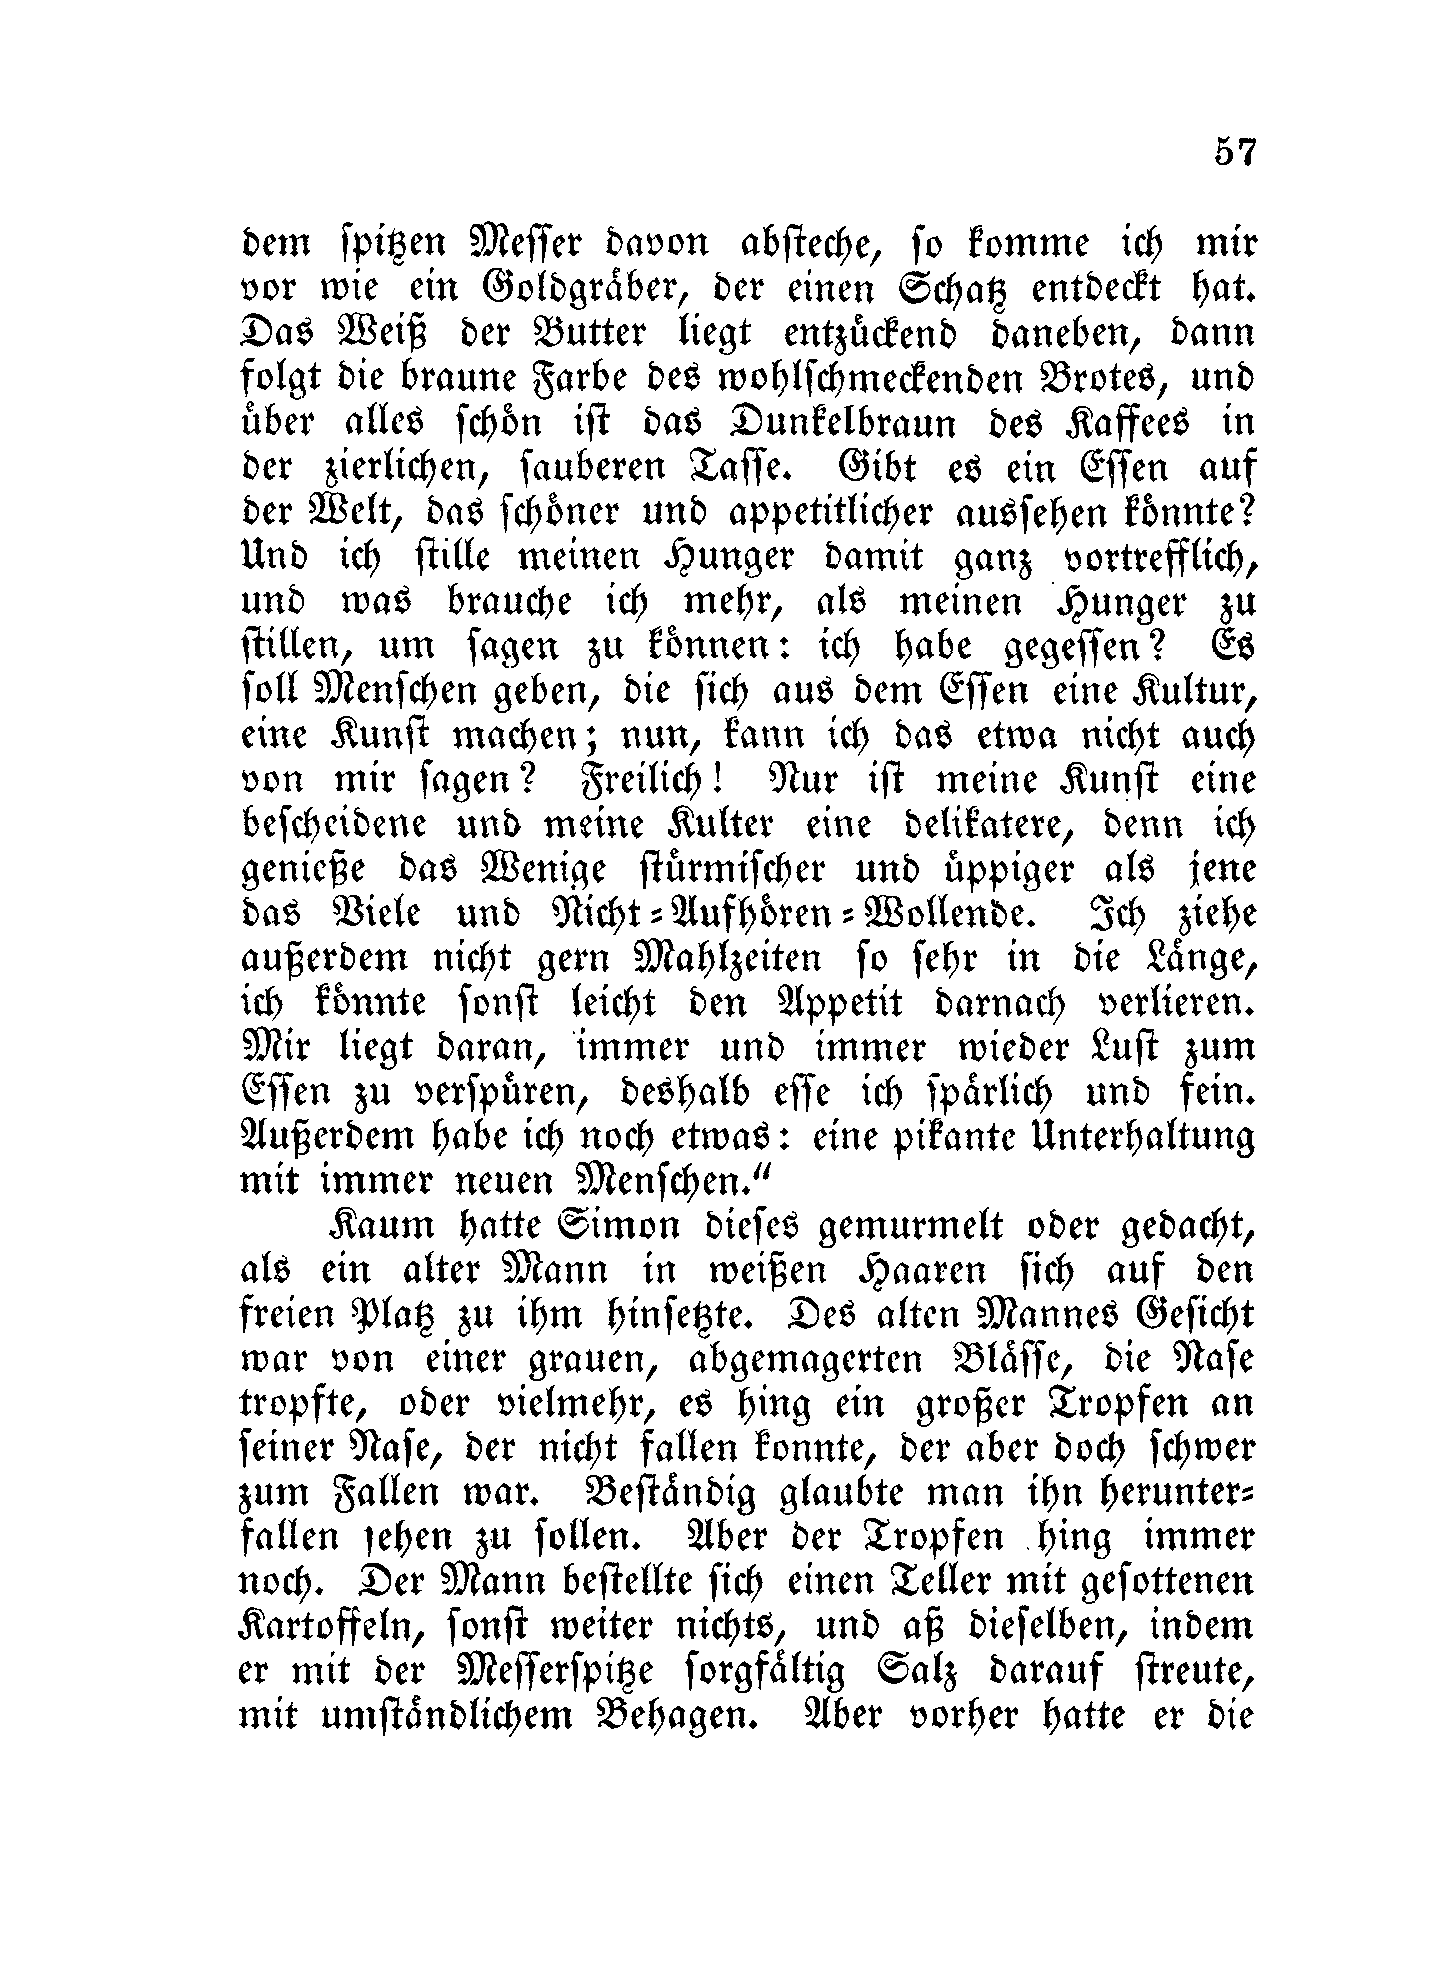 57
dem spitzen Messer davon absteche, so komme ich mir
vor wie ein Goldgräber, der einen Schatz entdeckt hat.
Das Weiß der Butter liegt entzückend daneben, dann
folgt die braune Farbe des wohlschmeckenden Brotes, und
über alles schön ist das Dunkelbraun des Kaffees in
der zierlichen, sauberen Tasse. Gibt es ein Essen auf
der Welt, das schöner und appetitlicher aussehen könnte?
Und ich stille meinen Hunger damit ganz vortrefflich,
und was brauche ich mehr, als meinen Hunger zu
stillen, um sagen zu können: ich habe gegessen? Es
soll Menschen geben, die sich aus dem Essen eine Kultur,
eine Kunst machen; nun, kann ich das etwa nicht auch
von mir sagen? Freilich! Nur ist meine Kunst eine
bescheidene und meine Kulter eine delikatere, denn ich
genieße das Wenige stürmischer und üppiger als jene
das Viele und Nicht-Aufhören-Wollende. Ich ziehe
außerdem nicht gern Mahlzeiten so sehr in die Länge,
ich könnte sonst leicht den Appetit darnach verlieren.
Mir liegt daran, immer und immer wieder Lust zum
Essen zu verspüren, deshalb esse ich spärlich und fein.
Außerdem habe ich noch etwas: eine pikante Unterhaltung
mit immer neuen Menschen.“
Kaum hatte Simon dieses gemurmelt oder gedacht,
als ein alter Mann in weißen Haaren sich auf den
freien Platz zu ihm hinsetzte. Des alten Mannes Gesicht
war von einer grauen, abgemagerten Blässe, die Nase
tropfte, oder vielmehr, es hing ein großer Tropfen an
seiner Nase, der nicht fallen konnte, der aber doch schwer
zum Fallen war. Beständig glaubte man ihn herunter-
fallen sehen zu sollen. Aber der Tropfen hing immer
noch. Der Mann bestellte sich einen Teller mit gesottenen
Kartoffeln, sonst weiter nichts, und aß dieselben, indem
er mit der Messerspitze sorgfältig Salz darauf streute,
mit umständlichem Behagen. Aber vorher hatte er die